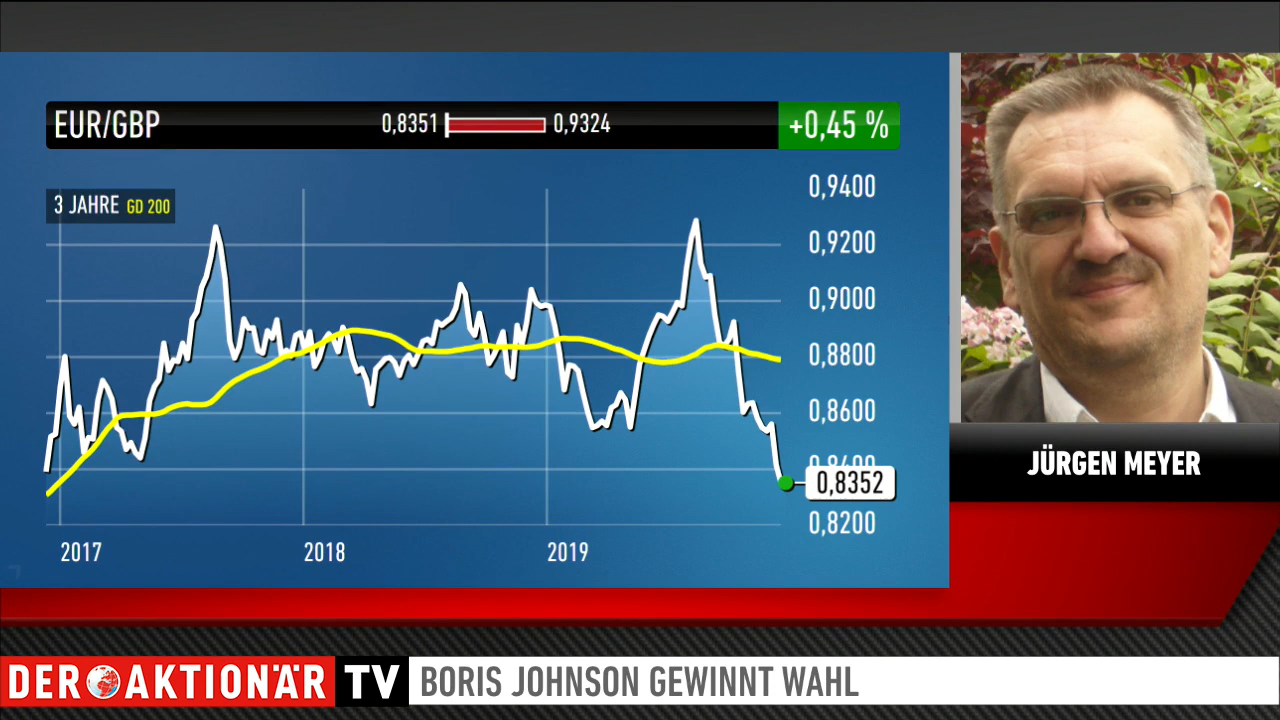 EUR/GBP 0,8351 0,9324 +0,45 %
3 JAHRE GD 200
0,9400
0,9200
0,9000
0,8800
0,8600
0,8400
0,8352
0,8200
2017 2018 2019
JÜRGEN MEYER
DER AKTIONÄR TV BORIS JOHNSON GEWINNT WAHL